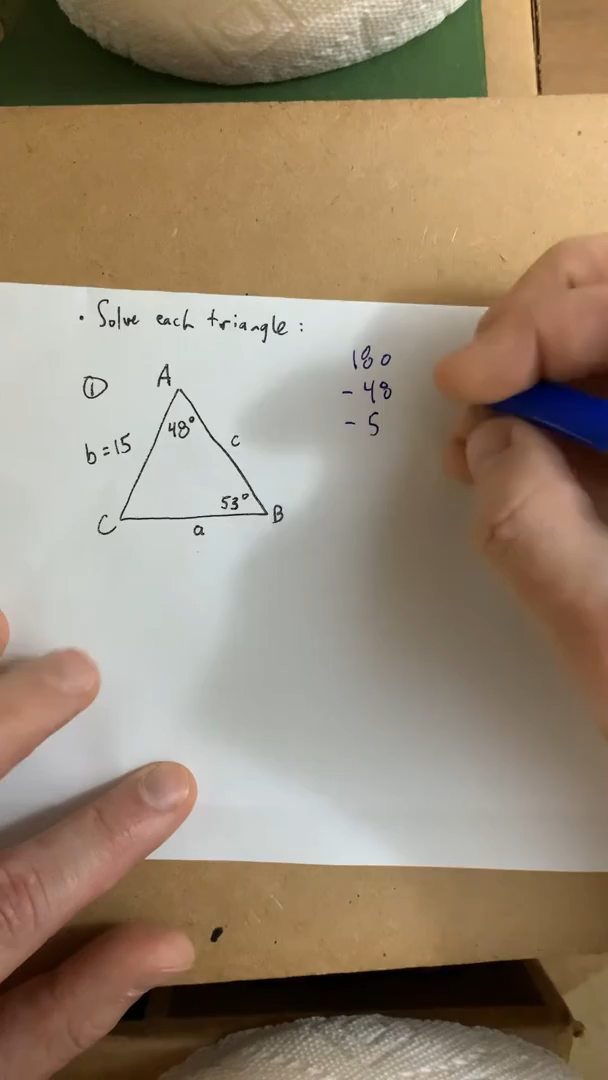 · Solve each triangle :
① A
48°
b = 15
c
53°
C
B
a
180
- 48
- 5